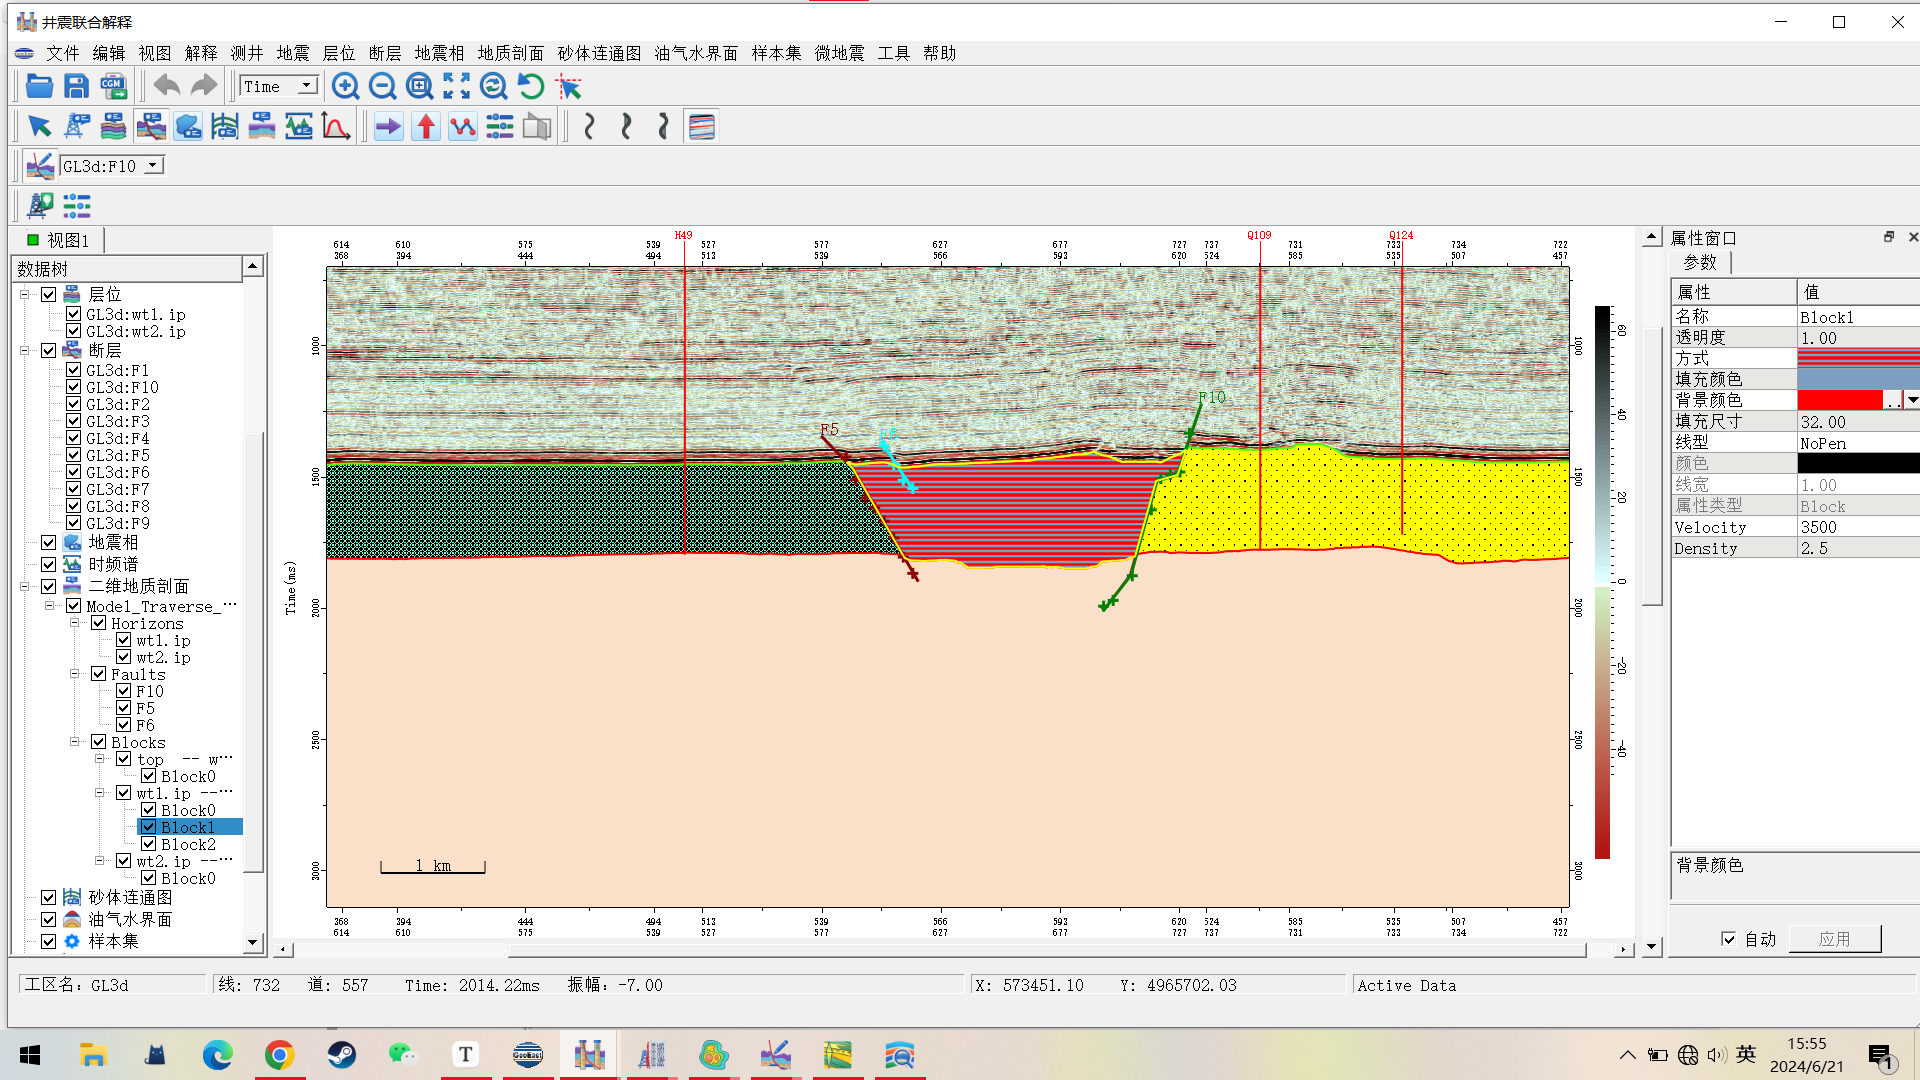 井震联合解释
文件 编辑 视图 解释 测井 地震 层位 断层 地震相 地质剖面 砂体连通图 油气水界面 样本集 微地震 工具 帮助
CGM
Time
GL3d:F10
视图1
数据树
层位
GL3d:wt1.ip
GL3d:wt2.ip
断层
GL3d:F1
GL3d:F10
GL3d:F2
GL3d:F3
GL3d:F4
GL3d:F5
GL3d:F6
GL3d:F7
GL3d:F8
GL3d:F9
地震相
时频谱
二维地质剖面
Model_Traverse_…
Horizons
wt1.ip
wt2.ip
Faults
F10
F5
F6
Blocks
top -- w…
Block0
wt1.ip --…
Block0
Block1
Block2
wt2.ip --…
Block0
砂体连通图
油气水界面
样本集
H49 Q109 Q124
614 610 575 539 527 577 627 677 727 737 731 733 734 722
368 394 444 494 513 539 566 593 620 524 585 535 507 457
1000
1500
2000
2500
3000
Time(ms)
F5
F10
1 km
1000
1500
2000
2500
3000
368 394 444 494 513 539 566 593 620 524 585 535 507 457
614 610 575 539 527 577 627 677 727 737 731 733 734 722
60
40
20
0
-20
-40
属性窗口
参数
属性 值
名称 Block1
透明度 1.00
方式
填充颜色
背景颜色 ..
填充尺寸 32.00
线型 NoPen
颜色
线宽 1.00
属性类型 Block
Velocity 3500
Density 2.5
背景颜色
自动 应用
工区名: GL3d 线: 732 道: 557 Time: 2014.22ms 振幅: -7.00 X: 573451.10 Y: 4965702.03 Active Data
T
GeoEast
英
15:55
2024/6/21
1